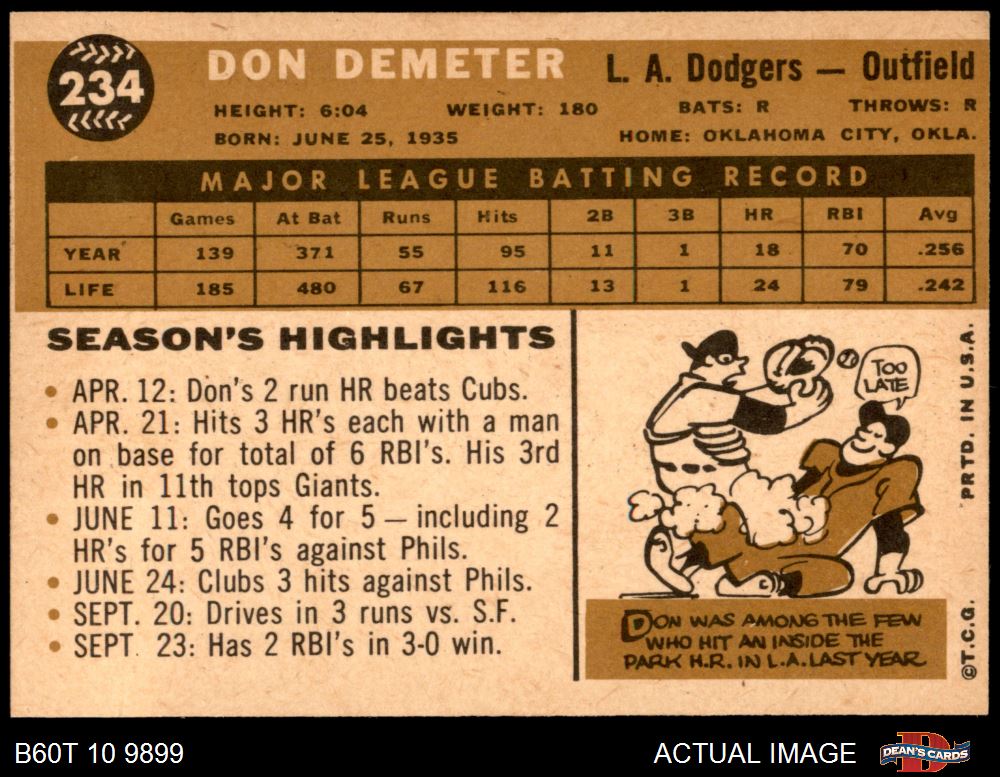 234
DON DEMETER
L. A. Dodgers — Outfield
HEIGHT: 6:04 WEIGHT: 180 BATS: R THROWS: R
BORN: JUNE 25, 1935 HOME: OKLAHOMA CITY, OKLA.
MAJOR LEAGUE BATTING RECORD
Games At Bat Runs Hits 2B 3B HR RBI Avg
YEAR 139 371 55 95 11 1 18 70 .256
LIFE 185 480 67 116 13 1 24 79 .242
SEASON'S HIGHLIGHTS
• APR. 12: Don's 2 run HR beats Cubs.
• APR. 21: Hits 3 HR's each with a man
on base for total of 6 RBI's. His 3rd
HR in 11th tops Giants.
• JUNE 11: Goes 4 for 5 — including 2
HR's for 5 RBI's against Phils.
• JUNE 24: Clubs 3 hits against Phils.
• SEPT. 20: Drives in 3 runs vs. S.F.
• SEPT. 23: Has 2 RBI's in 3-0 win.
TOO
LATE
DON WAS AMONG THE FEW
WHO HIT AN INSIDE THE
PARK H.R. IN L.A. LAST YEAR
©T.C.G. PRTD. IN U.S.A.
B60T 10 9899
ACTUAL IMAGE
DEAN'S CARDS